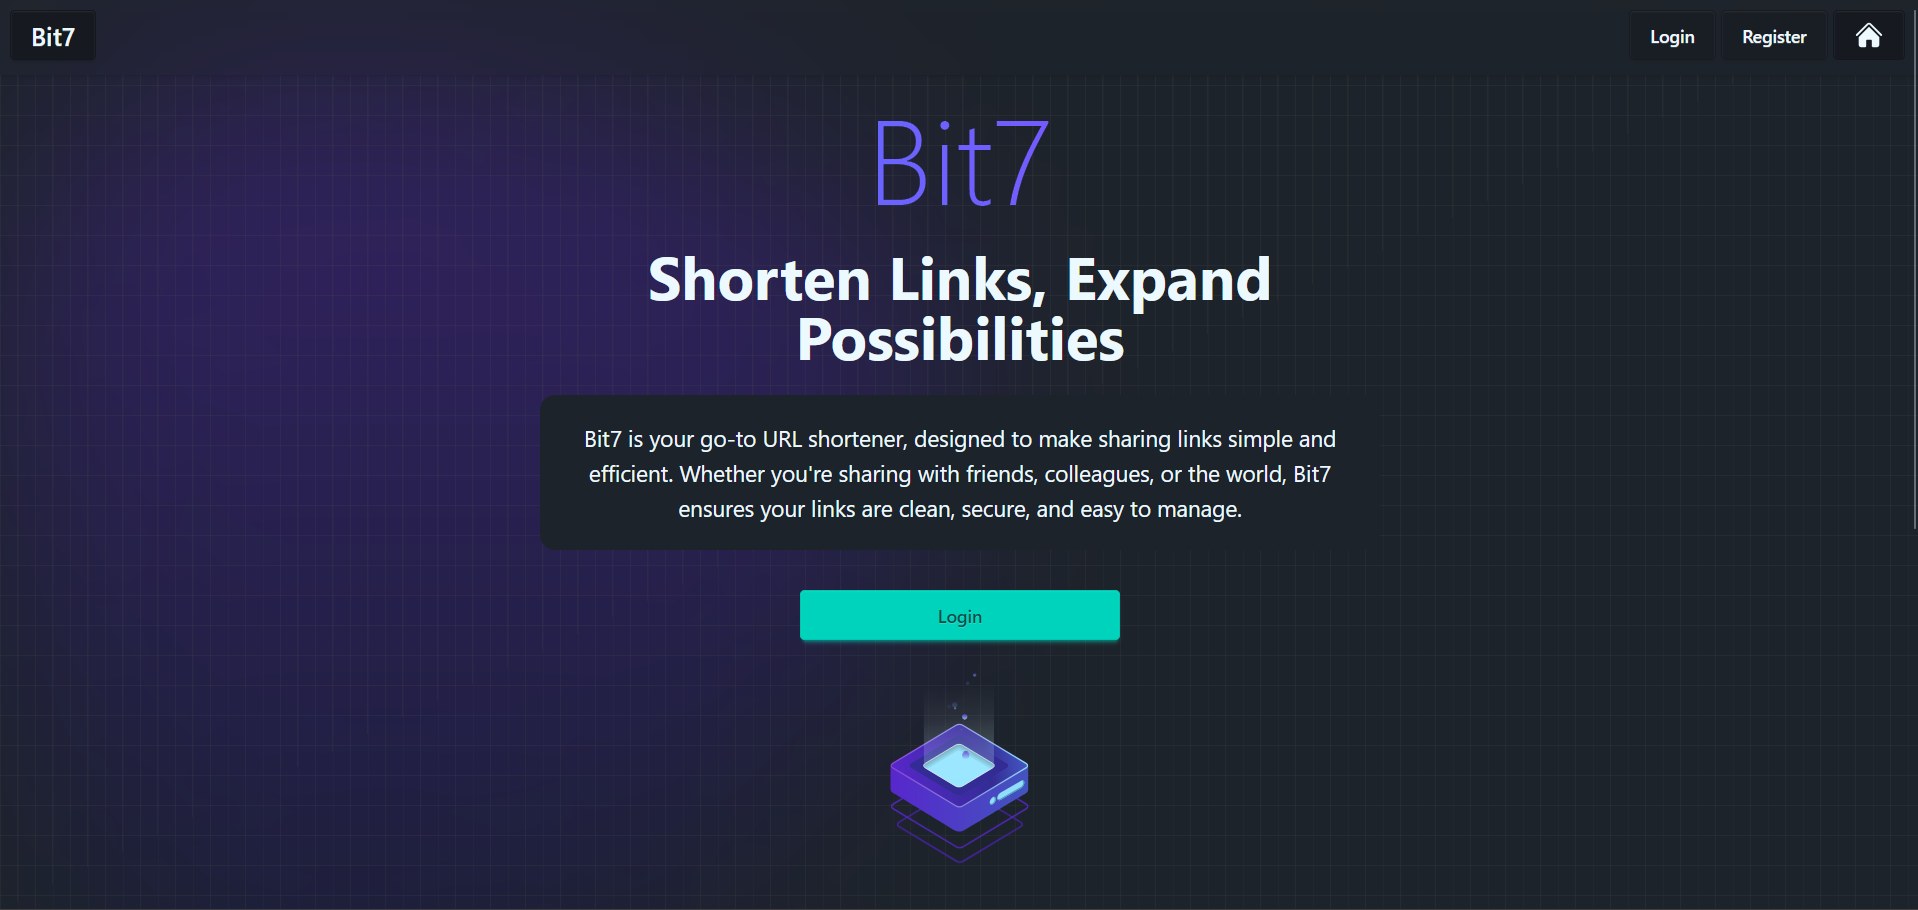 Bit7
Login
Register
Bit7
Shorten Links, Expand
Possibilities
Bit7 is your go-to URL shortener, designed to make sharing links simple and
efficient. Whether you're sharing with friends, colleagues, or the world, Bit7
ensures your links are clean, secure, and easy to manage.
Login